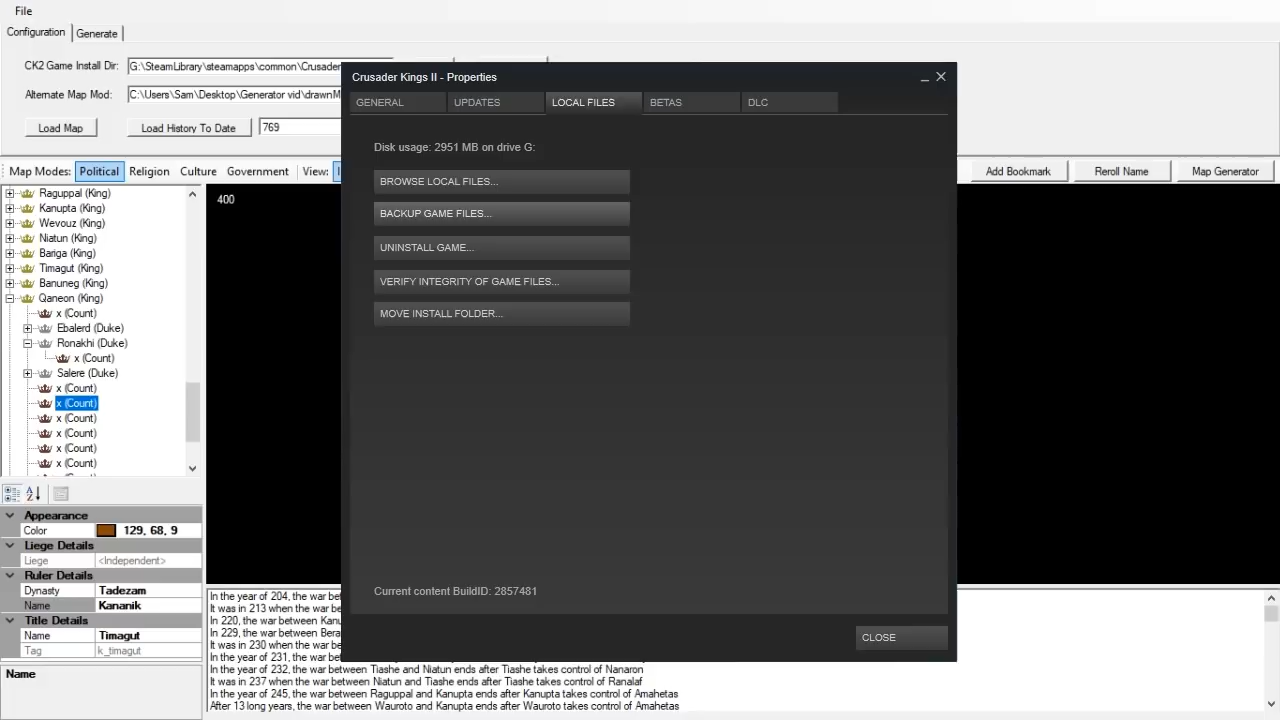 File
Configuration
Generate
CK2 Game Install Dir:
G:\SteamLibrary\steamapps\common\Crusader
Alternate Map Mod:
C:\Users\Sam\Desktop\Generator vid\drawnM
Load Map
Load History To Date
769
Map Modes:
Political
Religion
Culture
Government
View:
Add Bookmark
Reroll Name
Map Generator
Raguppal (King)
Kanupta (King)
Wevouz (King)
Niatun (King)
Bariga (King)
Timagut (King)
Banuneg (King)
Qaneon (King)
x (Count)
Ebalerd (Duke)
Ronakhi (Duke)
x (Count)
Salere (Duke)
x (Count)
x (Count)
x (Count)
x (Count)
x (Count)
x (Count)
400
Crusader Kings II - Properties
GENERAL
UPDATES
LOCAL FILES
BETAS
DLC
Disk usage: 2951 MB on drive G:
BROWSE LOCAL FILES...
BACKUP GAME FILES...
UNINSTALL GAME...
VERIFY INTEGRITY OF GAME FILES...
MOVE INSTALL FOLDER...
Current content BuildID: 2857481
CLOSE
Appearance
Color
129, 68, 9
Liege Details
Liege
<Independent>
Ruler Details
Dynasty
Tadezam
Name
Kananik
Title Details
Name
Timagut
Tag
k_timagut
Name
In the year of 204, the war
It was in 213 when the war
In 220, the war between
In 229, the war between
It was in 230 when the war
In the year of 231, the war
In the year of 232, the war between Tiashe and Niatun ends after Tiashe takes control of Nanaron
It was in 237 when the war between Niatun and Tiashe ends after Tiashe takes control of Ranalaf
In the year of 245, the war between Raguppal and Kanupta ends after Kanupta takes control of Amahetas
After 13 long years, the war between Wauroto and Kanupta ends after Wauroto takes control of Amahetas